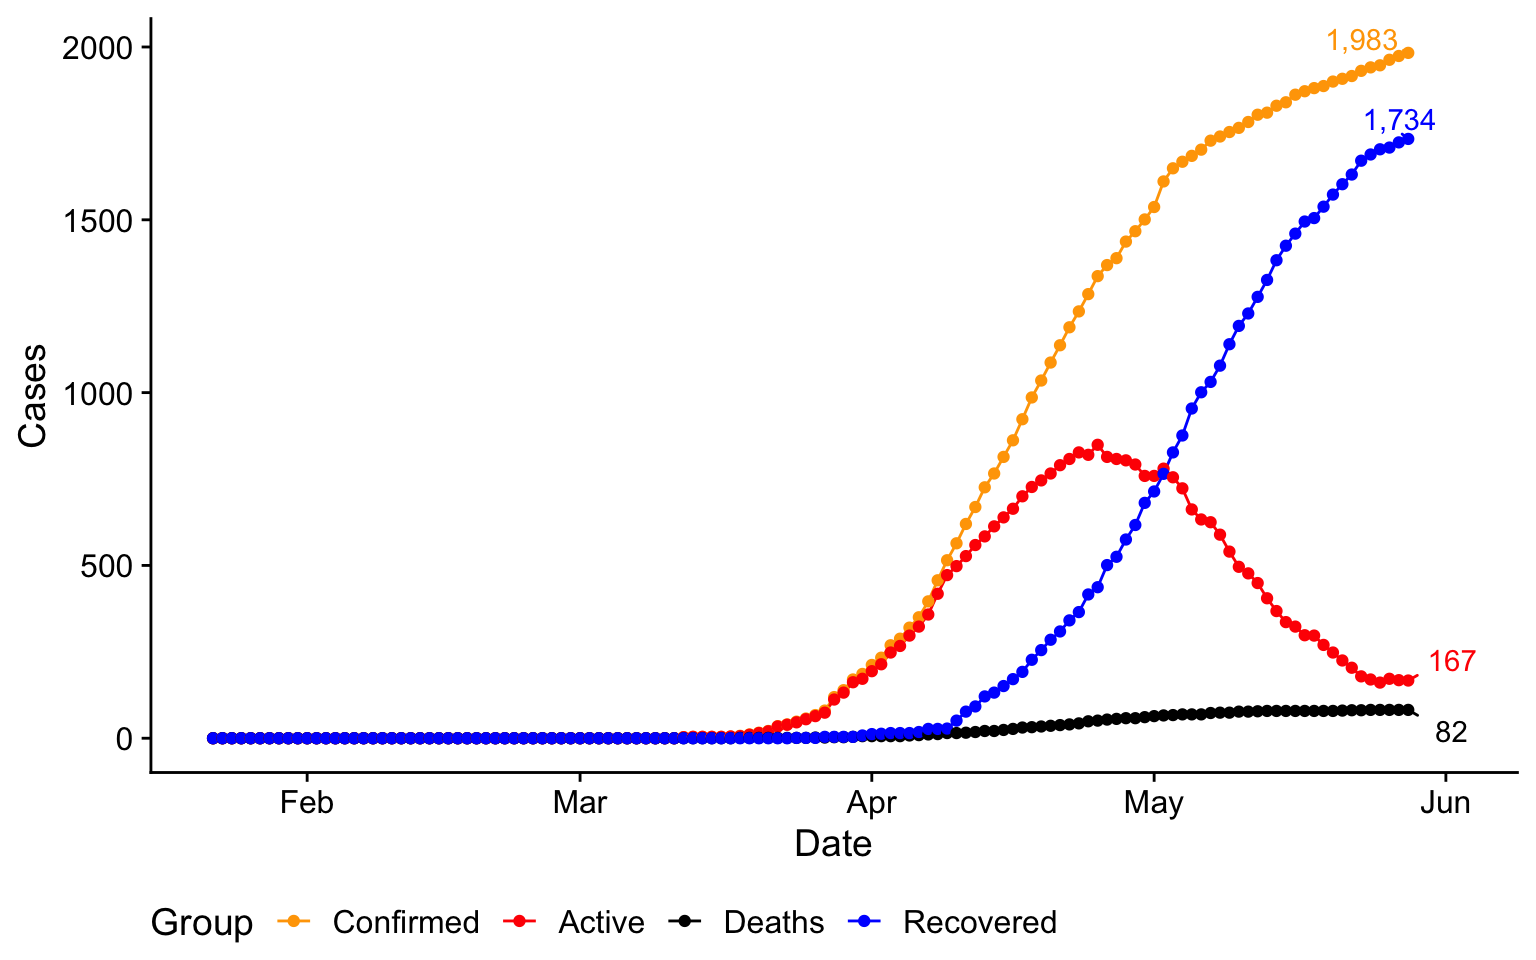 2000
1500
1000
500
0
Cases
1,983
1,734
167
82
Feb Mar Apr May Jun
Date
Group Confirmed Active Deaths Recovered